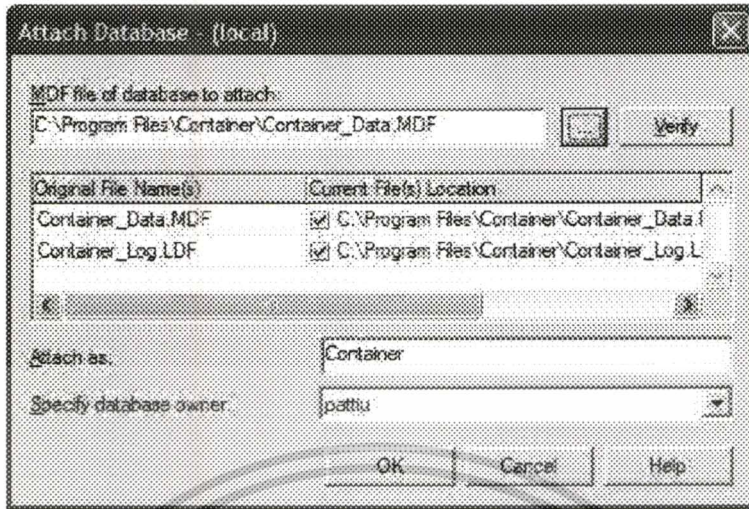 Attach Database - (local)
MDF file of database to attach:
C:\Program Files\Container\Container_Data.MDF
...
Verify
Original File Name(s) Current File(s) Location
Container_Data.MDF C:\Program Files\Container\Container_Data.
Container_Log.LDF C:\Program Files\Container\Container_Log.L
Attach as:
Container
Specify database owner:
pattiu
OK Cancel Help